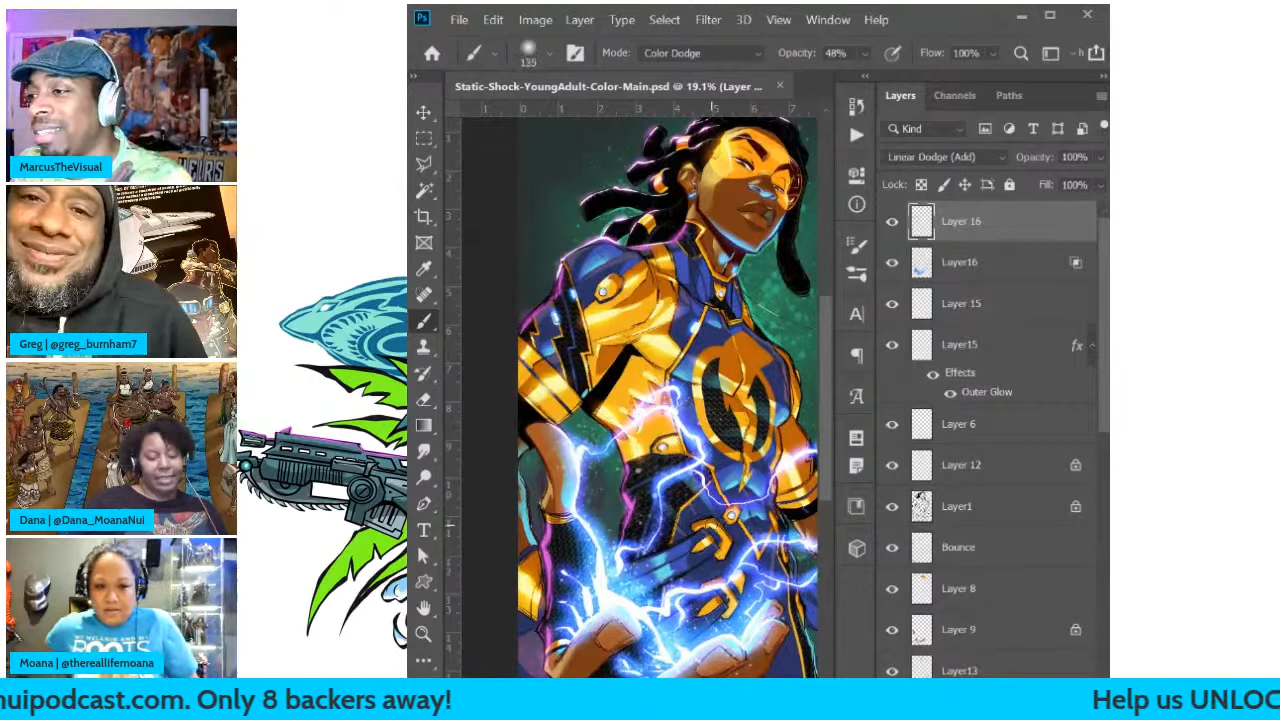 Ps File Edit Image Layer Type Select Filter 3D View Window Help
135 Mode: Color Dodge Opacity: 48% Flow: 100%
Static-Shock-YoungAdult-Color-Main.psd @ 19.1% (Layer ...
Layers Channels Paths
Kind
Linear Dodge (Add) Opacity: 100%
Lock: Fill: 100%
Layer 16
Layer16
Layer 15
Layer15 fx
Effects
Outer Glow
Layer 6
Layer 12
Layer1
Bounce
Layer 8
Layer 9
Layer13
MarcusTheVisual
HEIRS
Greg | @greg_burnham7
Dana | @Dana_MoanaNui
ROOTS
Moana | @thereallifemoana
nuipodcast.com. Only 8 backers away!
Help us UNLOC